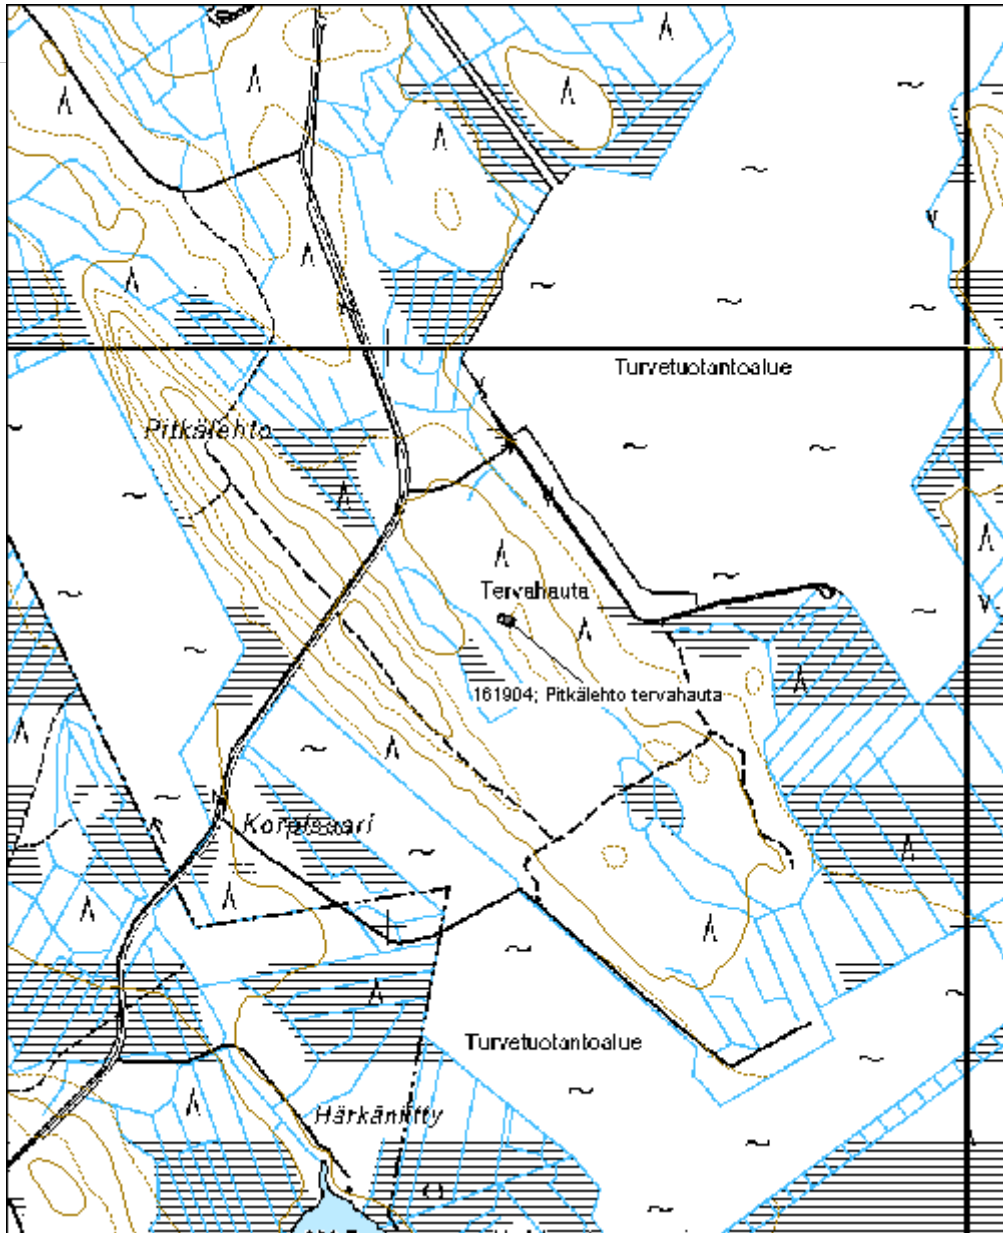 Turvetuotantoalue
Pitkälehto
Tervahauta
161904; Pitkälehto tervahauta
Korpisaari
Turvetuotantoalue
Härkäniitty